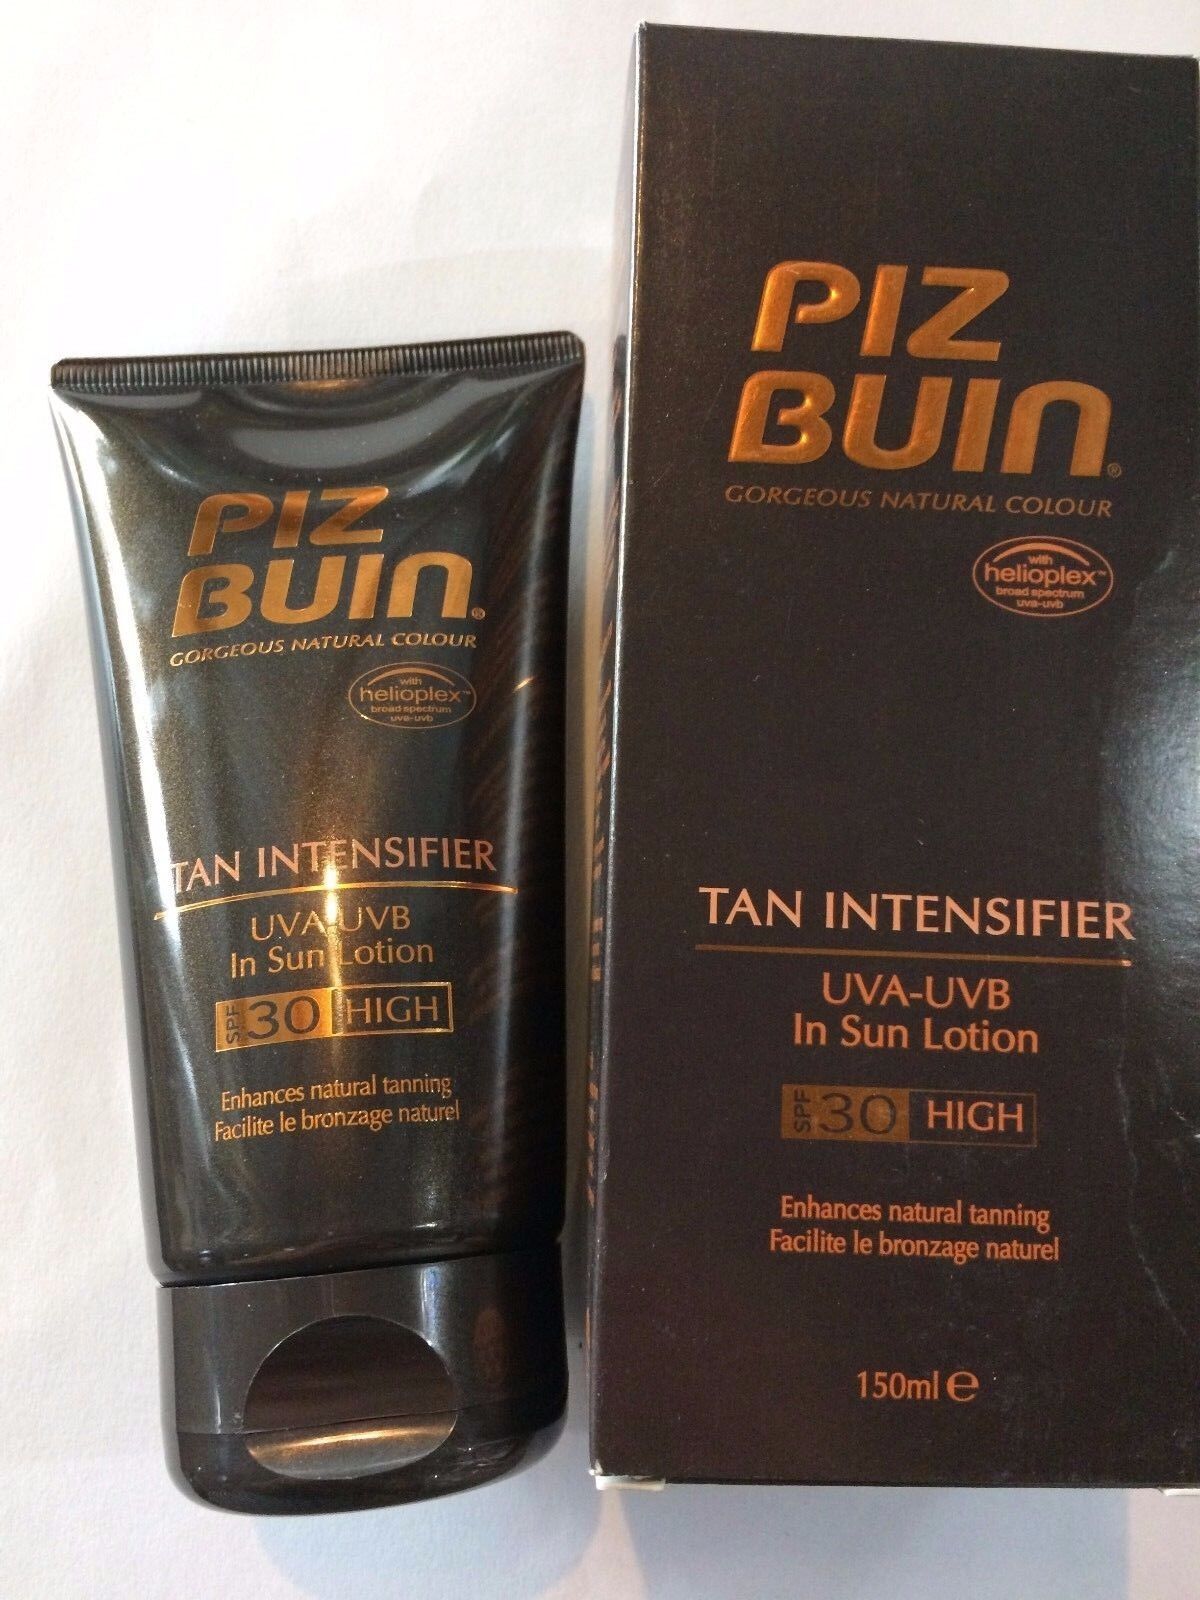 PIZ
BUIN®
GORGEOUS NATURAL COLOUR
with
helioplex™
broad spectrum
uva-uvb
TAN INTENSIFIER
UVA-UVB
In Sun Lotion
SPF 30 HIGH
Enhances natural tanning
Facilite le bronzage naturel
PIZ
BUIN®
GORGEOUS NATURAL COLOUR
with
helioplex™
broad spectrum
uva-uvb
TAN INTENSIFIER
UVA-UVB
In Sun Lotion
SPF 30 HIGH
Enhances natural tanning
Facilite le bronzage naturel
150ml e